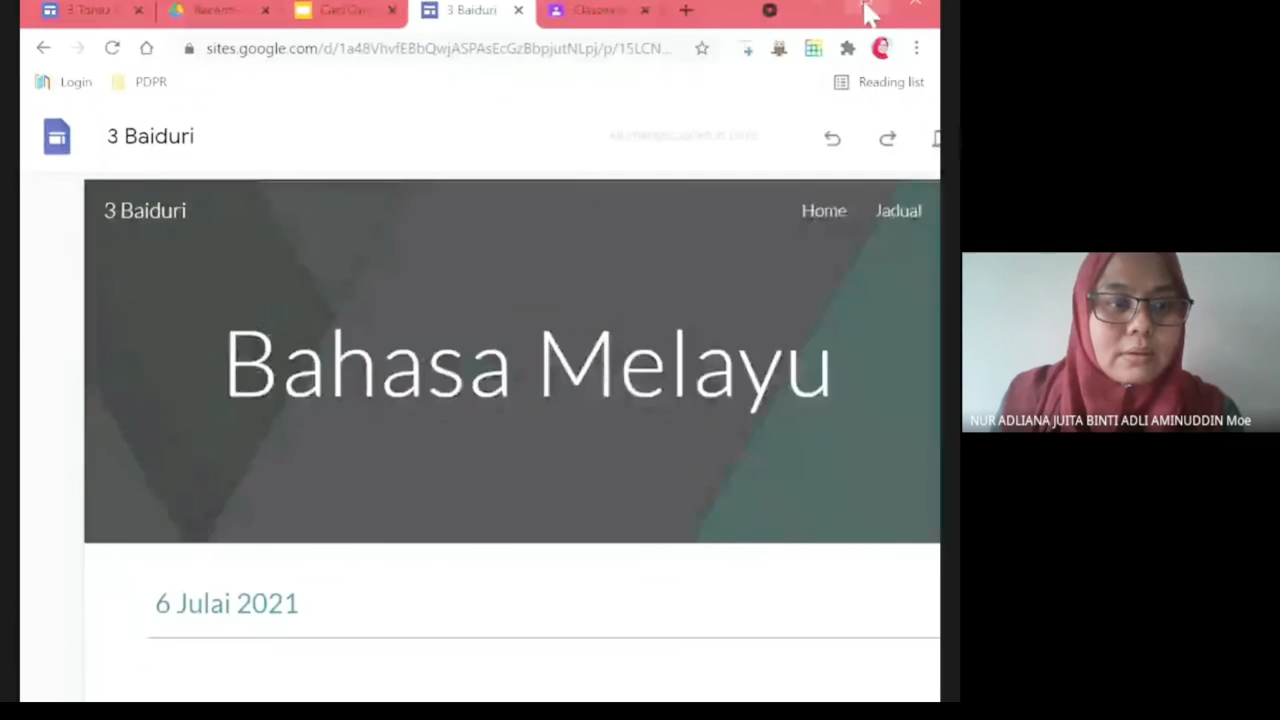 3 Baiduri
sites.google.com/d/1a48VhvfEBbQwjASPAsEcGzBbpjutNLpj/p/15LCN...
Login
PDPR
Reading list
3 Baiduri
3 Baiduri
Home
Jadual
Bahasa Melayu
6 Julai 2021
NUR ADLIANA JUITA BINTI ADLI AMINUDDIN Moe